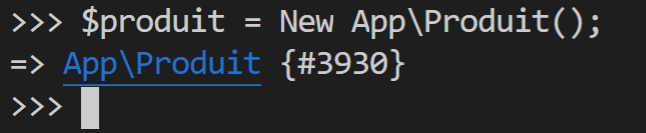 >>> $produit = New App\Produit();
=> App\Produit {#3930}
>>>